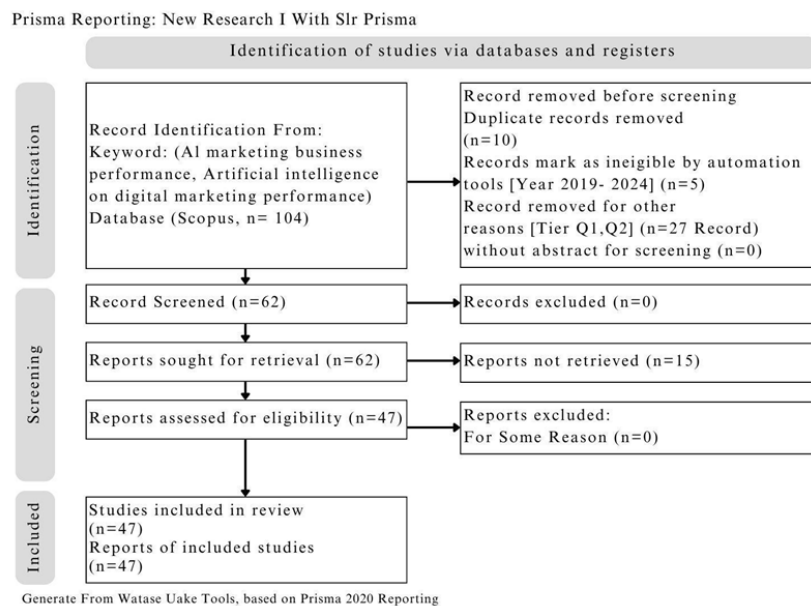 Prisma Reporting: New Research I With Slr Prisma
Identification of studies via databases and registers
Identification
Record Identification From:
Keyword: (AI marketing business
performance, Artificial intelligence
on digital marketing performance)
Database (Scopus, n= 104)
Record removed before screening
Duplicate records removed
(n=10)
Records mark as ineigible by automation
tools [Year 2019- 2024] (n=5)
Record removed for other
reasons [Tier Q1,Q2] (n=27 Record)
without abstract for screening (n=0)
Screening
Record Screened (n=62)
Records excluded (n=0)
Reports sought for retrieval (n=62)
Reports not retrieved (n=15)
Reports assessed for eligibility (n=47)
Reports excluded:
For Some Reason (n=0)
Included
Studies included in review
(n=47)
Reports of included studies
(n=47)
Generate From Watase Uake Tools, based on Prisma 2020 Reporting